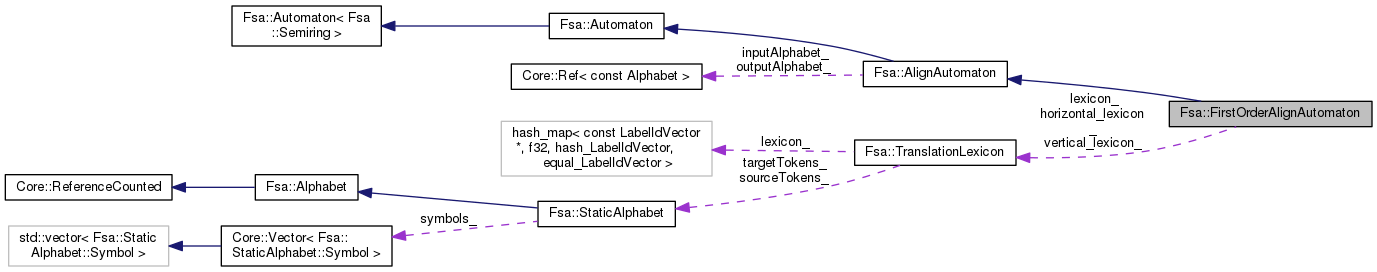 Fsa::Automaton< Fsa
::Semiring >
Fsa::Automaton
inputAlphabet_
outputAlphabet_
Core::Ref< const Alphabet >
Fsa::AlignAutomaton
lexicon_
horizontal_lexicon
_
vertical_lexicon_
Fsa::FirstOrderAlignAutomaton
hash_map< const LabelIdVector
*, f32, hash_LabelIdVector,
equal_LabelIdVector >
lexicon_
targetTokens_
sourceTokens_
Fsa::TranslationLexicon
Core::ReferenceCounted
Fsa::Alphabet
Fsa::StaticAlphabet
symbols_
std::vector< Fsa::Static
Alphabet::Symbol >
Core::Vector< Fsa::
StaticAlphabet::Symbol >